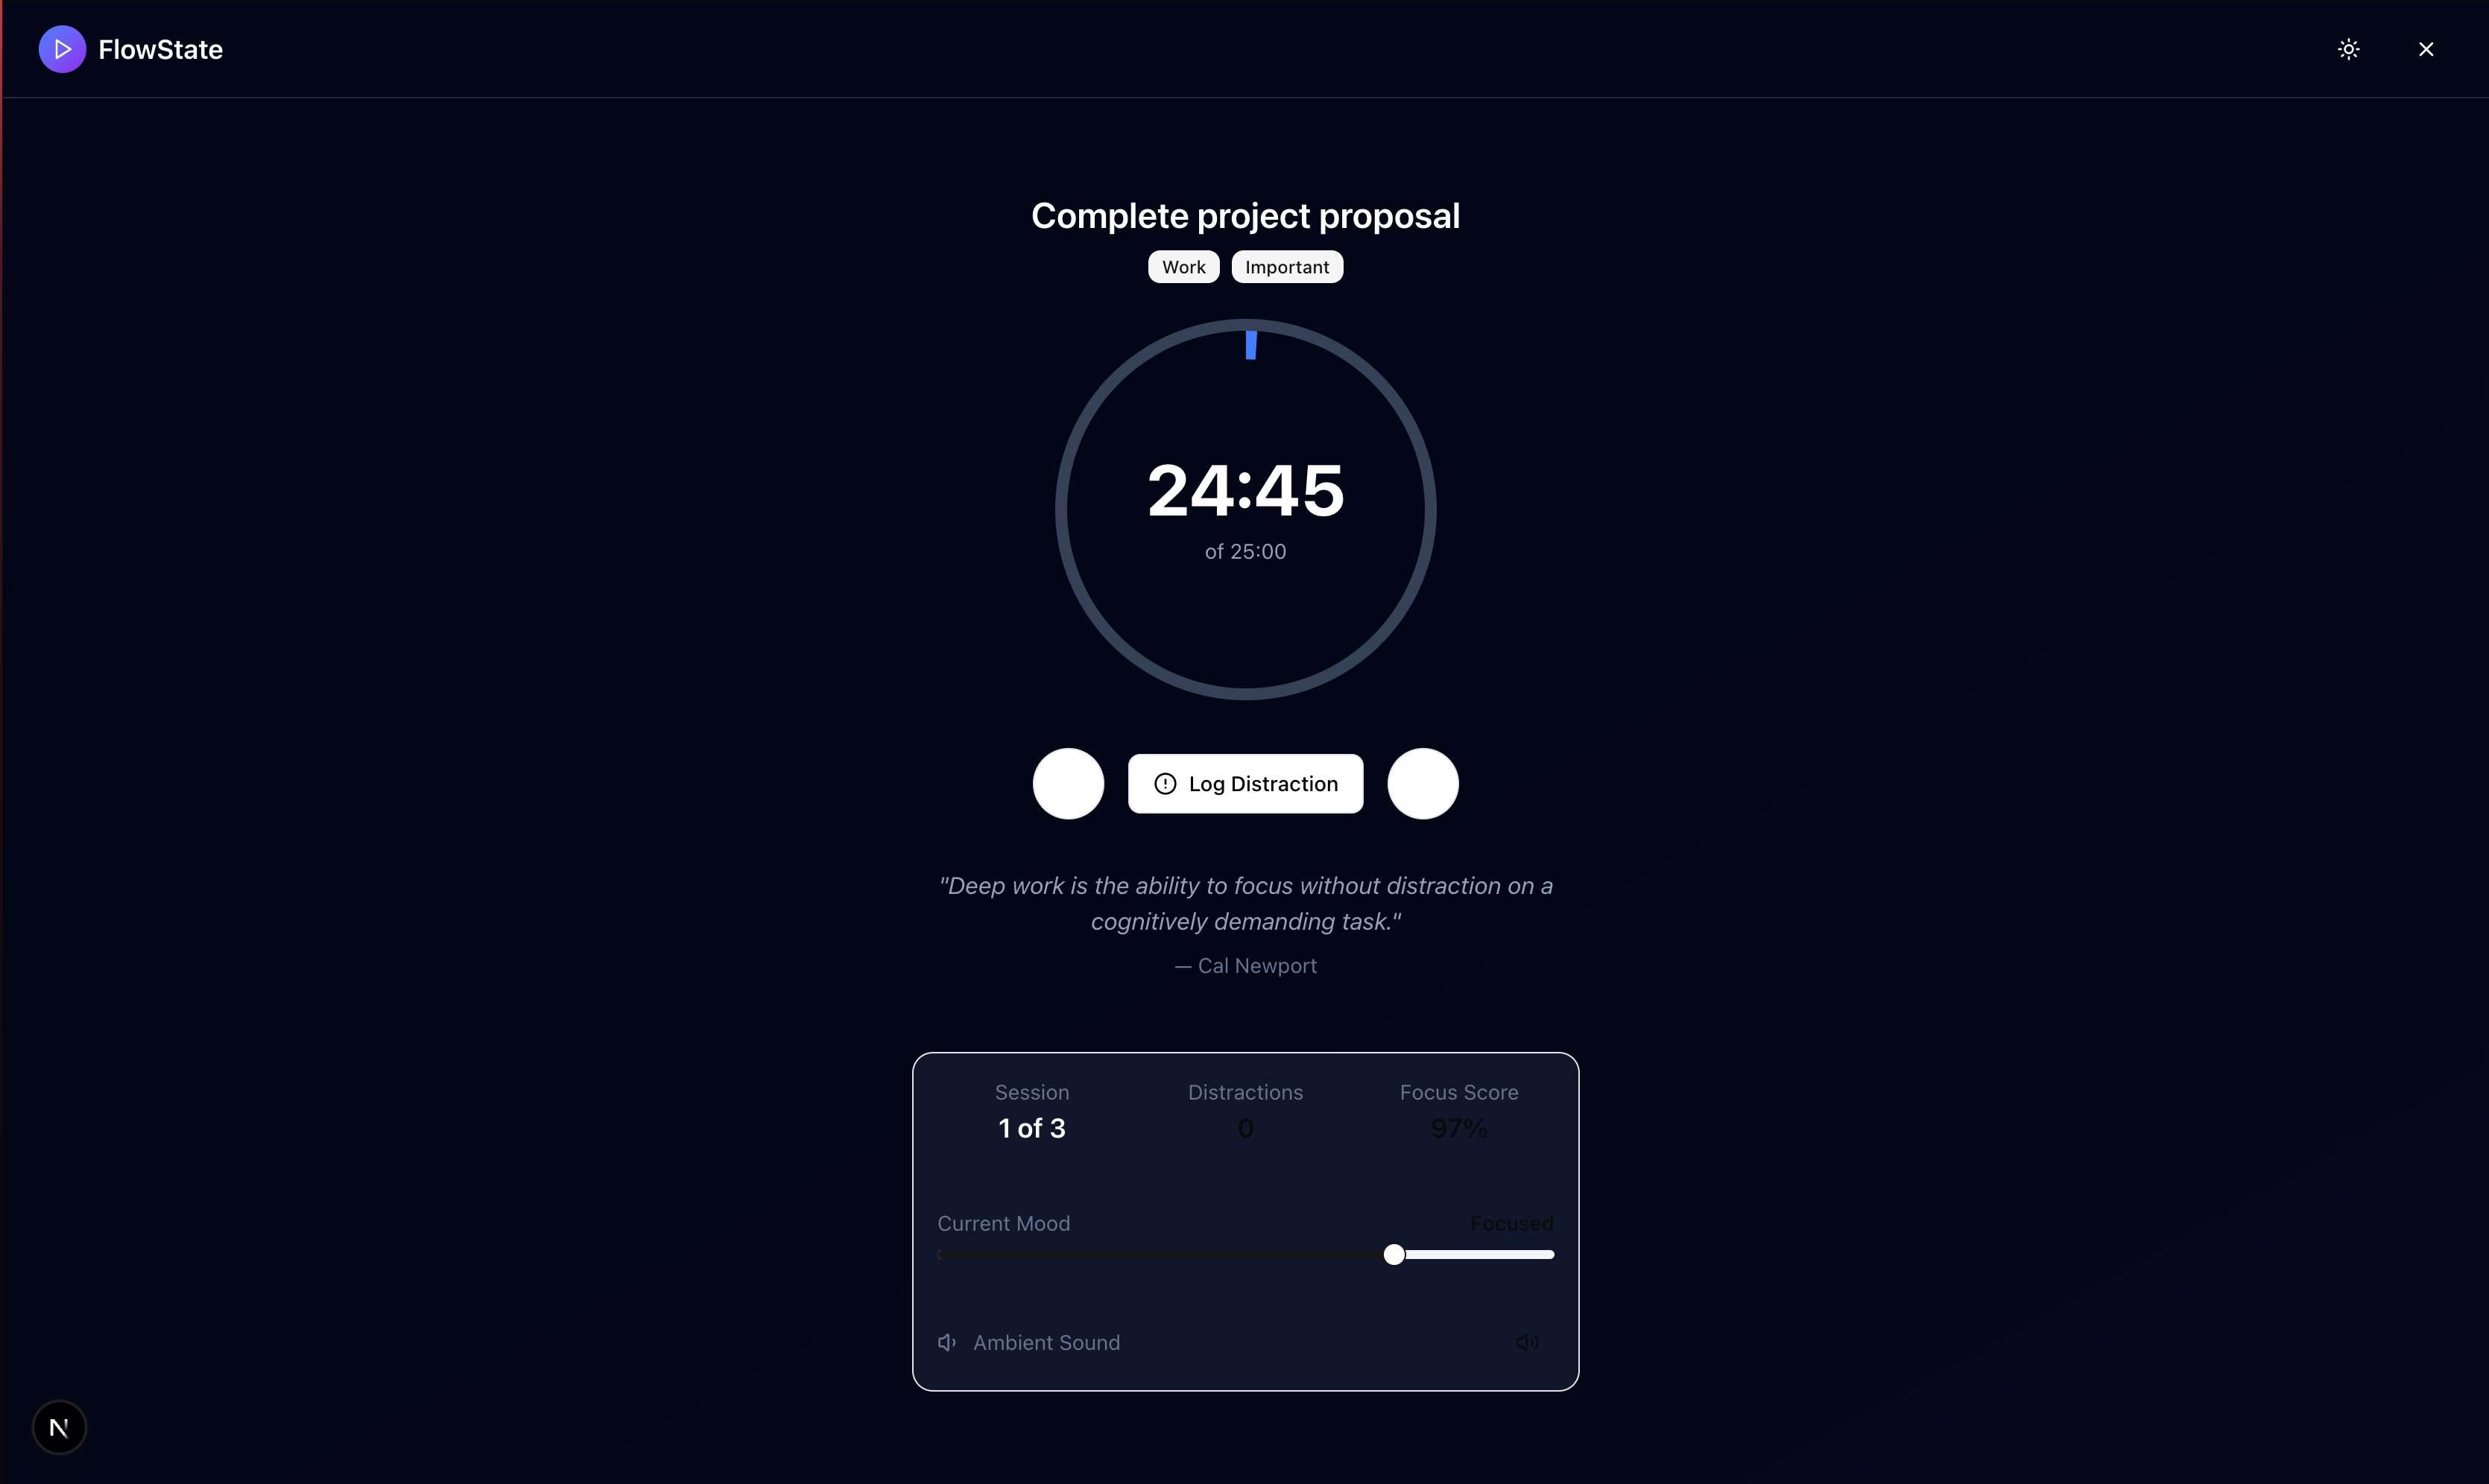 FlowState
Complete project proposal
Work Important
24:45
of 25:00
Log Distraction
"Deep work is the ability to focus without distraction on a
cognitively demanding task."
— Cal Newport
Session Distractions Focus Score
1 of 3 0 97%
Current Mood Focused
Ambient Sound
N